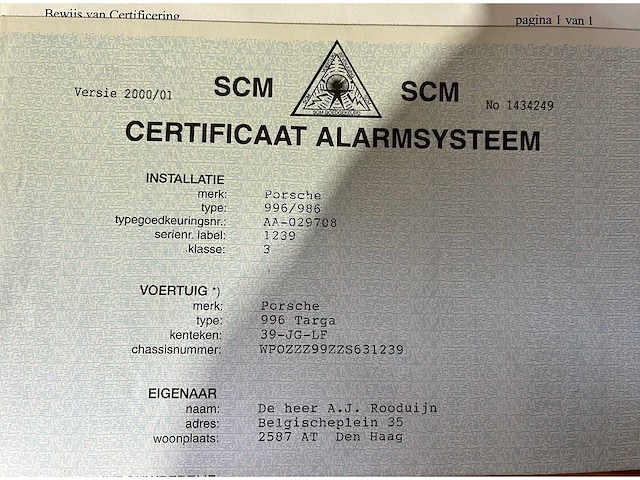 Bewijs van Certificering
pagina 1 van 1
Versie 2000/01
SCM SCM
No 1434249
CERTIFICAAT ALARMSYSTEEM
INSTALLATIE
merk: Porsche
type: 996/986
typegoedkeuringsnr.: AA-029708
serienr. label: 1239
klasse: 3
VOERTUIG *)
merk: Porsche
type: 996 Targa
kenteken: 39-JG-LF
chassisnummer: WPOZZZ99ZZS631239
EIGENAAR
naam: De heer A.J. Rooduijn
adres: Belgischeplein 35
woonplaats: 2587 AT Den Haag